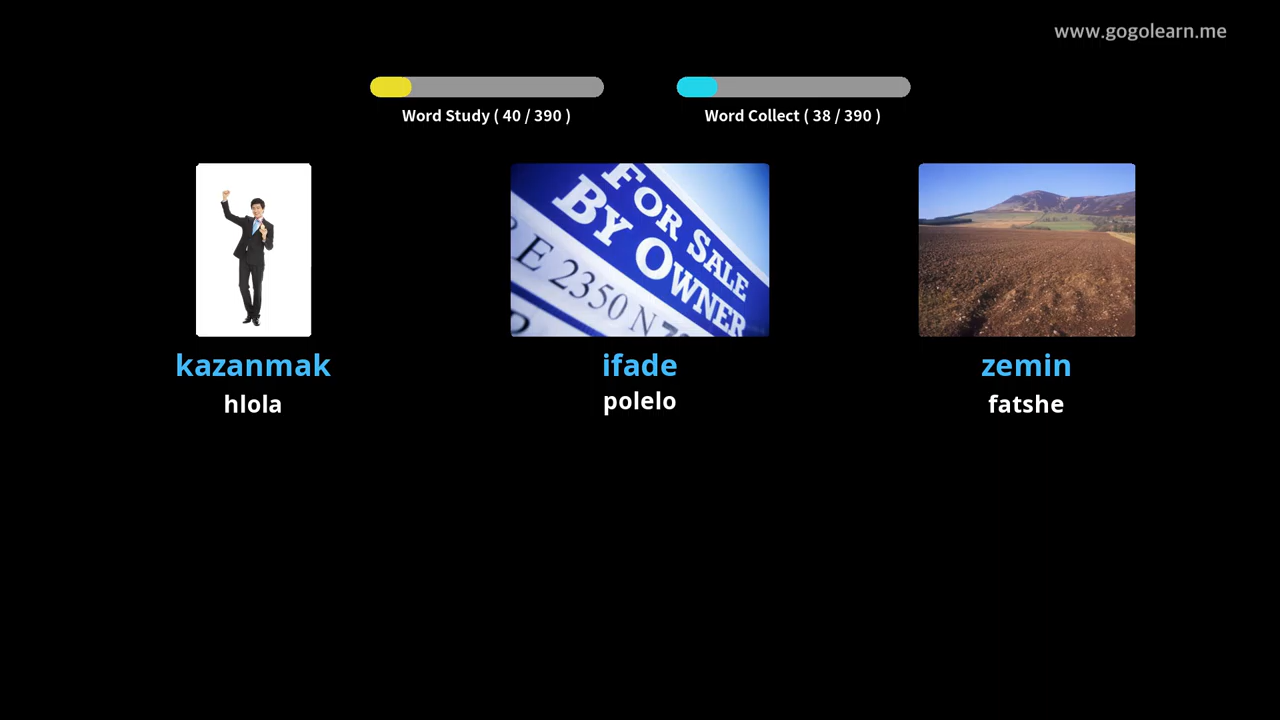 www.gogolearn.me
Word Study ( 40 / 390 )
Word Collect ( 38 / 390 )
FOR SALE
BY OWNER
E 2350 N
kazanmak
ifade
zemin
hlola
polelo
fatshe